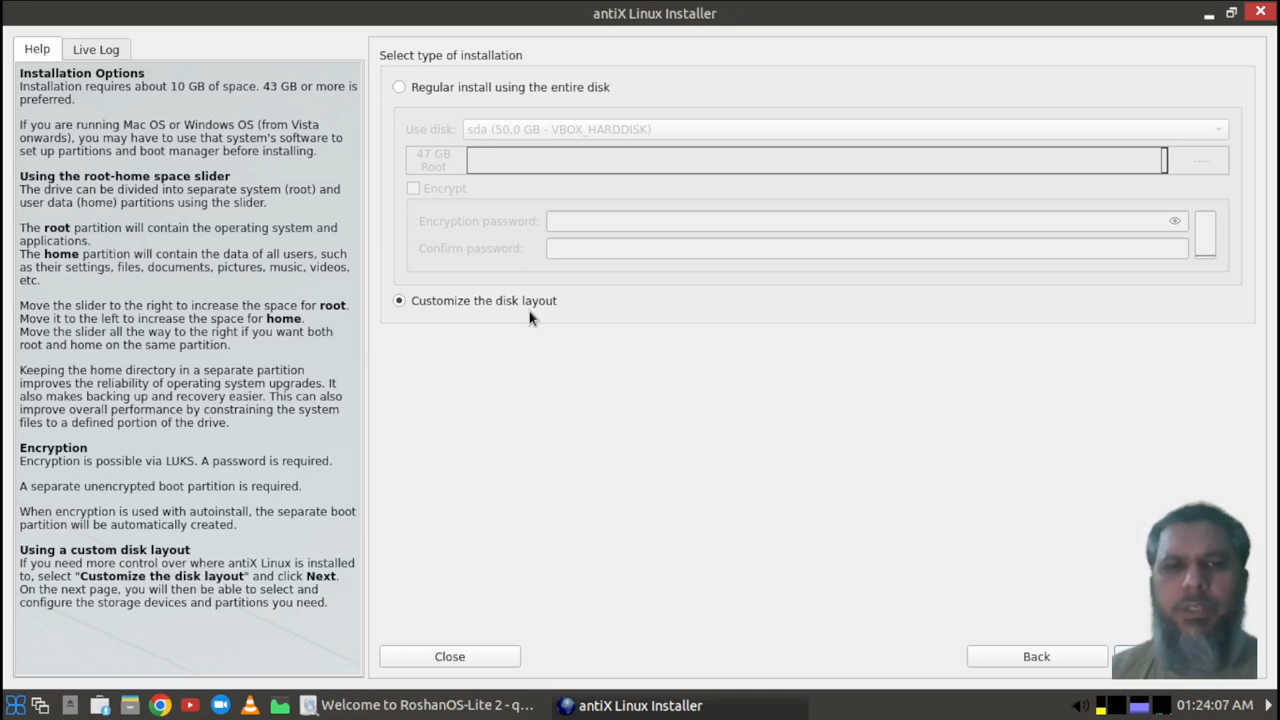 antiX Linux Installer
Help
Live Log
Installation Options
Installation requires about 10 GB of space. 43 GB or more is
preferred.
If you are running Mac OS or Windows OS (from Vista
onwards), you may have to use that system's software to
set up partitions and boot manager before installing.
Using the root-home space slider
The drive can be divided into separate system (root) and
user data (home) partitions using the slider.
The root partition will contain the operating system and
applications.
The home partition will contain the data of all users, such
as their settings, files, documents, pictures, music, videos,
etc.
Move the slider to the right to increase the space for root.
Move it to the left to increase the space for home.
Move the slider all the way to the right if you want both
root and home on the same partition.
Keeping the home directory in a separate partition
improves the reliability of operating system upgrades. It
also makes backing up and recovery easier. This can also
improve overall performance by constraining the system
files to a defined portion of the drive.
Encryption
Encryption is possible via LUKS. A password is required.
A separate unencrypted boot partition is required.
When encryption is used with autoinstall, the separate boot
partition will be automatically created.
Using a custom disk layout
If you need more control over where antiX Linux is installed
to, select "Customize the disk layout" and click Next.
On the next page, you will then be able to select and
configure the storage devices and partitions you need.
Select type of installation
Regular install using the entire disk
Use disk: sda (50.0 GB - VBOX_HARDDISK)
47 GB
Root
----
Encrypt
Encryption password:
Confirm password:
Customize the disk layout
Close
Back
Welcome to RoshanOS-Lite 2 - q...
antiX Linux Installer
01:24:07 AM